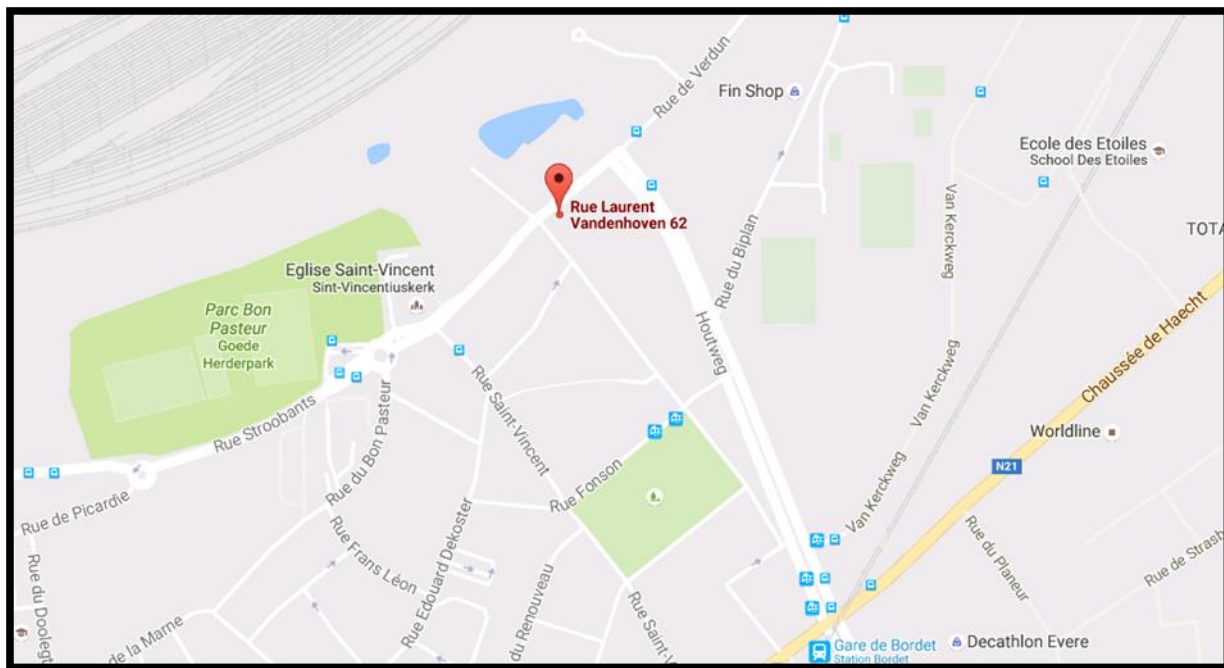 Rue de Verdun
Fin Shop
Ecole des Etoiles
School Des Etoiles
Rue Laurent
Vandenhoven 62
Van Kerckweg
TOTA
Rue du Biplan
Eglise Saint-Vincent
Sint-Vincentiuskerk
Parc Bon
Pasteur
Goede
Herderpark
Houtweg
Chaussée de Haecht
Van Kerckweg
Rue Stroobants
Rue Saint-Vincent
Rue du Bon Pasteur
Worldline
N21
Rue Fonson
Van Kerckweg
Rue de Picardie
Rue Edouard Dekoster
Rue Frans Léon
Rue du Planeur
Rue de Strasb
Rue du Doolegt
du Renouveau
Rue Saint-V
de la Marne
Gare de Bordet
Station Bordet
Decathlon Evere